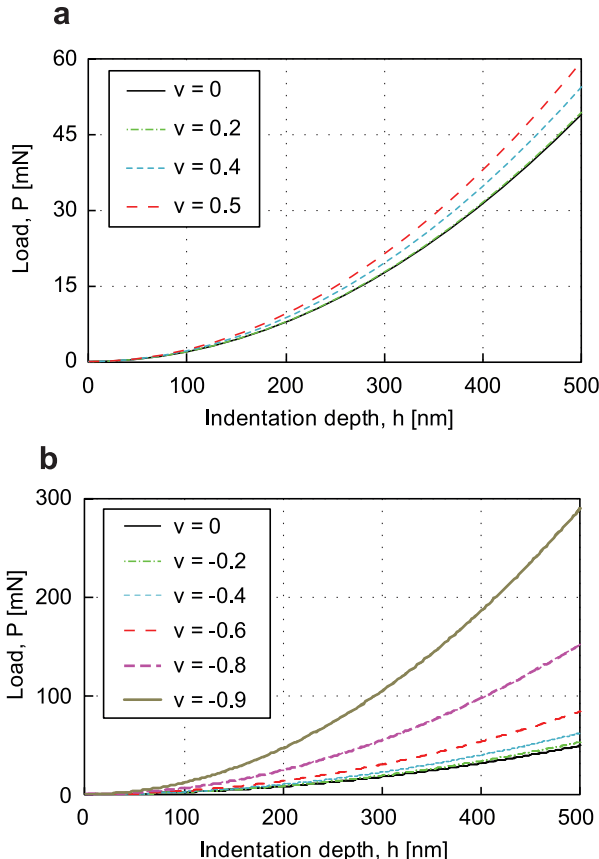 a
60
45
30
15
0
Load, P [mN]
v = 0
v = 0.2
v = 0.4
v = 0.5
0 100 200 300 400 500
Indentation depth, h [nm]
b
300
200
100
0
Load, P [mN]
v = 0
v = -0.2
v = -0.4
v = -0.6
v = -0.8
v = -0.9
0 100 200 300 400 500
Indentation depth, h [nm]